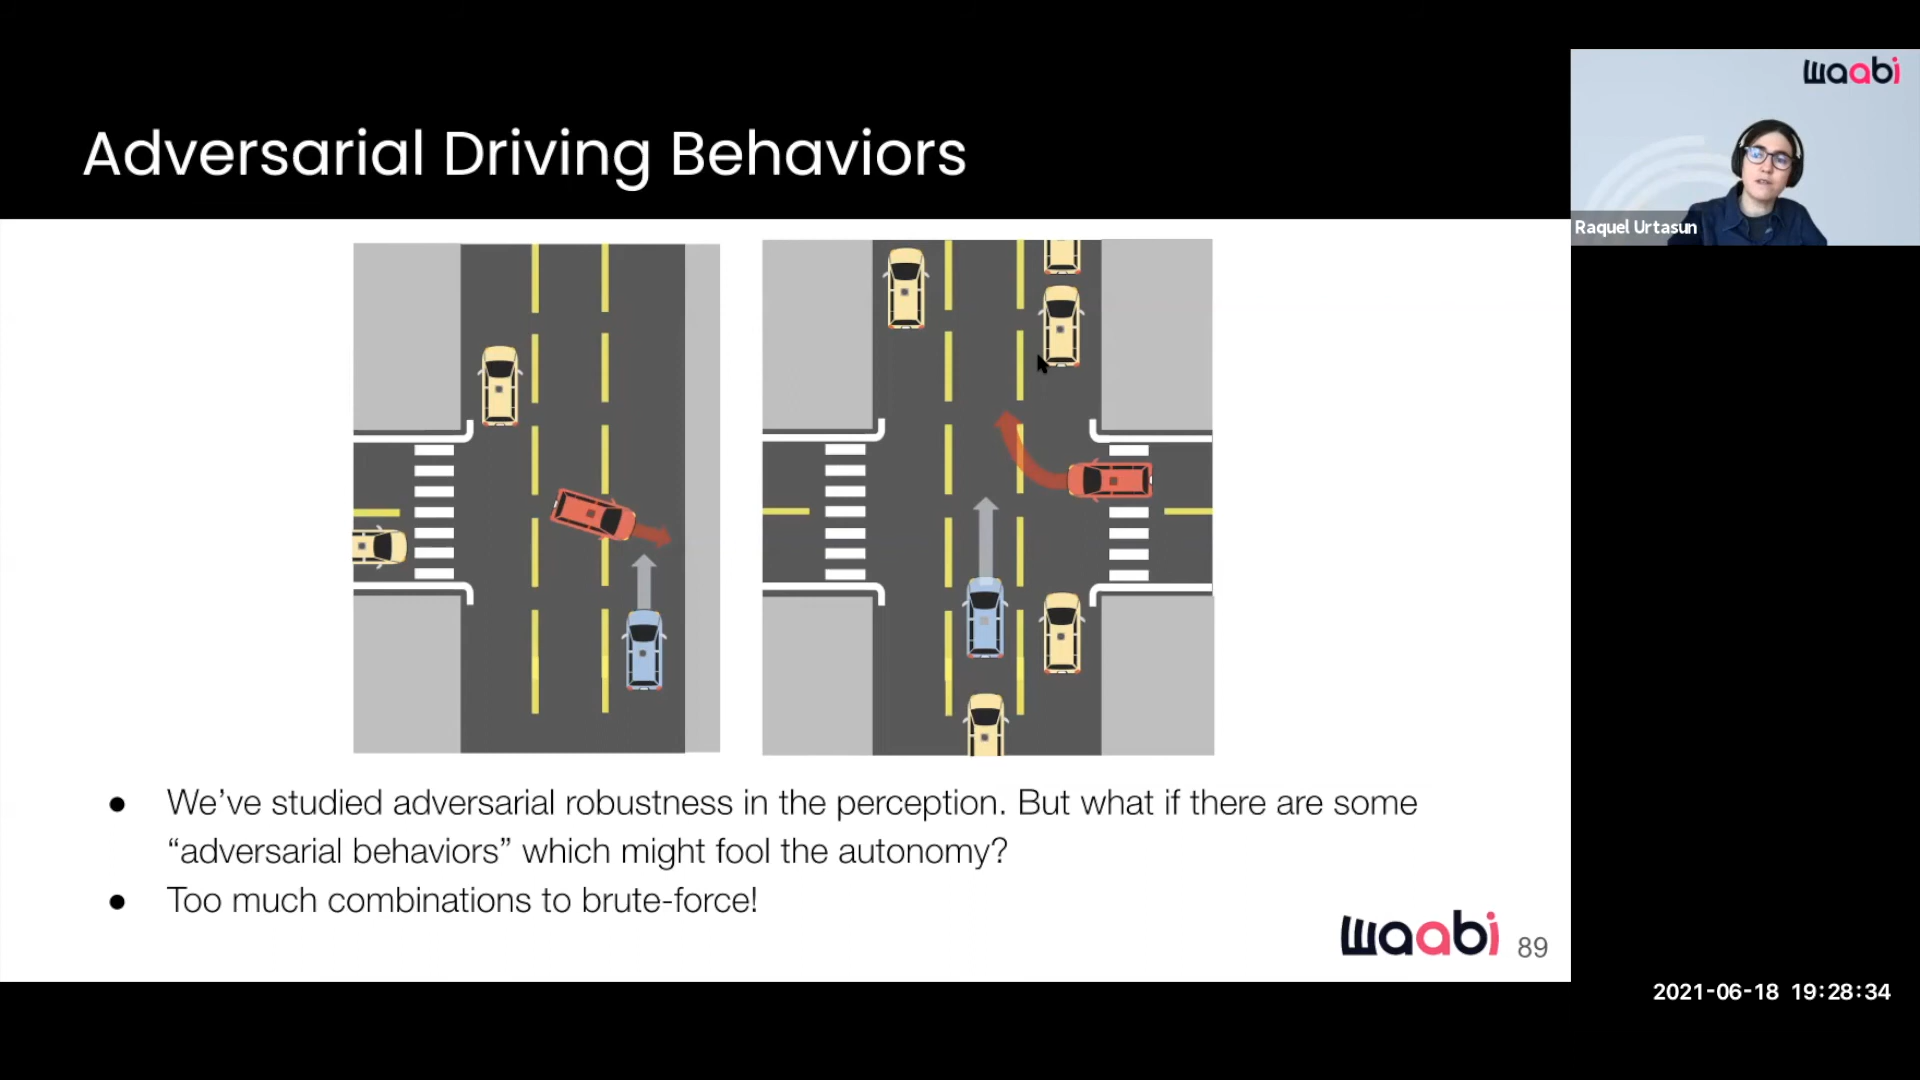 waabi
Adversarial Driving Behaviors
Raquel Urtasun
● We’ve studied adversarial robustness in the perception. But what if there are some
“adversarial behaviors” which might fool the autonomy?
● Too much combinations to brute-force!
waabi 89
2021-06-18 19:28:34